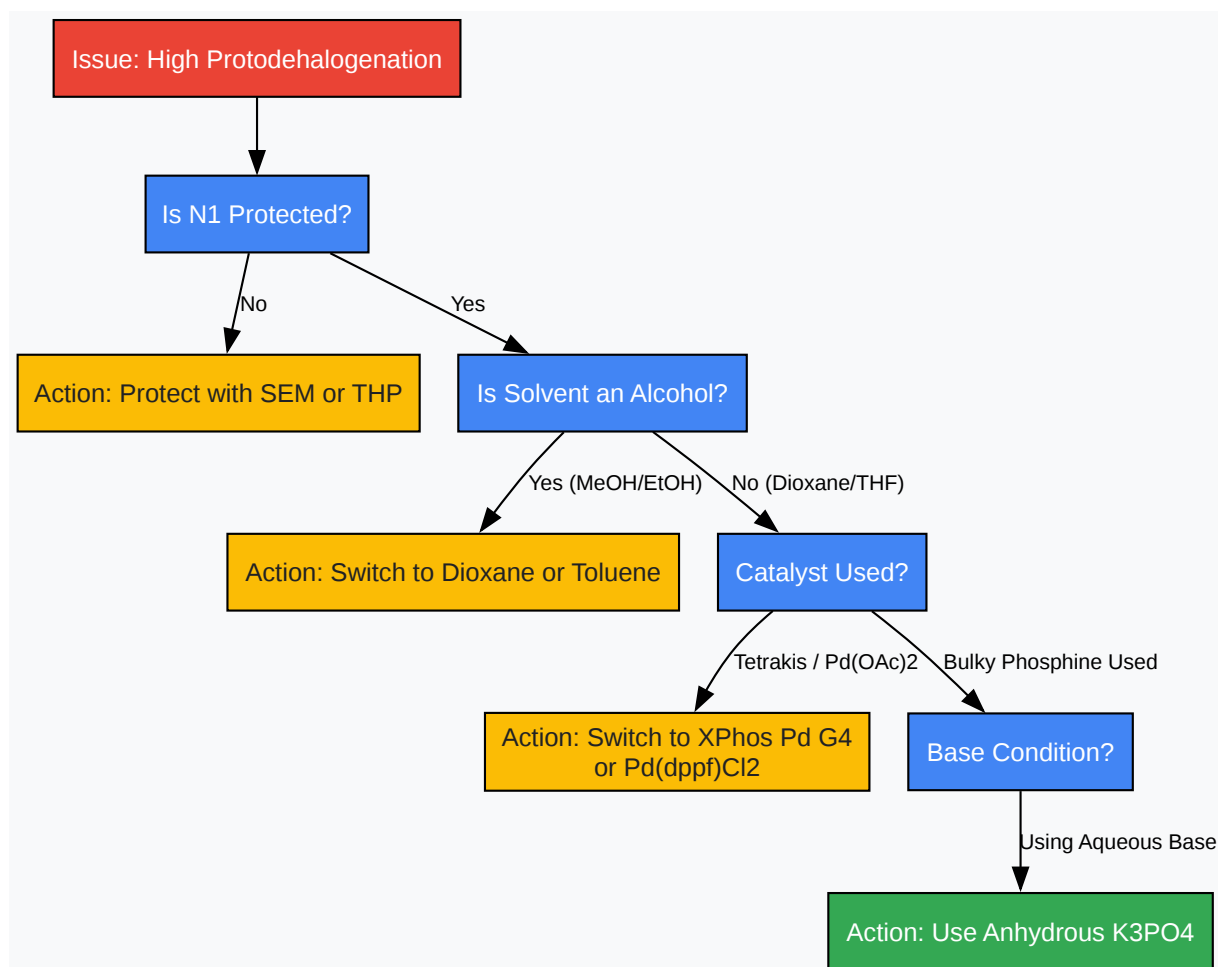 Issue: High Protodehalogenation
Is N1 Protected?
No
Yes
Action: Protect with SEM or THP
Is Solvent an Alcohol?
Yes (MeOH/EtOH)
No (Dioxane/THF)
Action: Switch to Dioxane or Toluene
Catalyst Used?
Tetrakis / Pd(OAc)2
Bulky Phosphine Used
Action: Switch to XPhos Pd G4
or Pd(dppf)Cl2
Base Condition?
Using Aqueous Base
Action: Use Anhydrous K3PO4